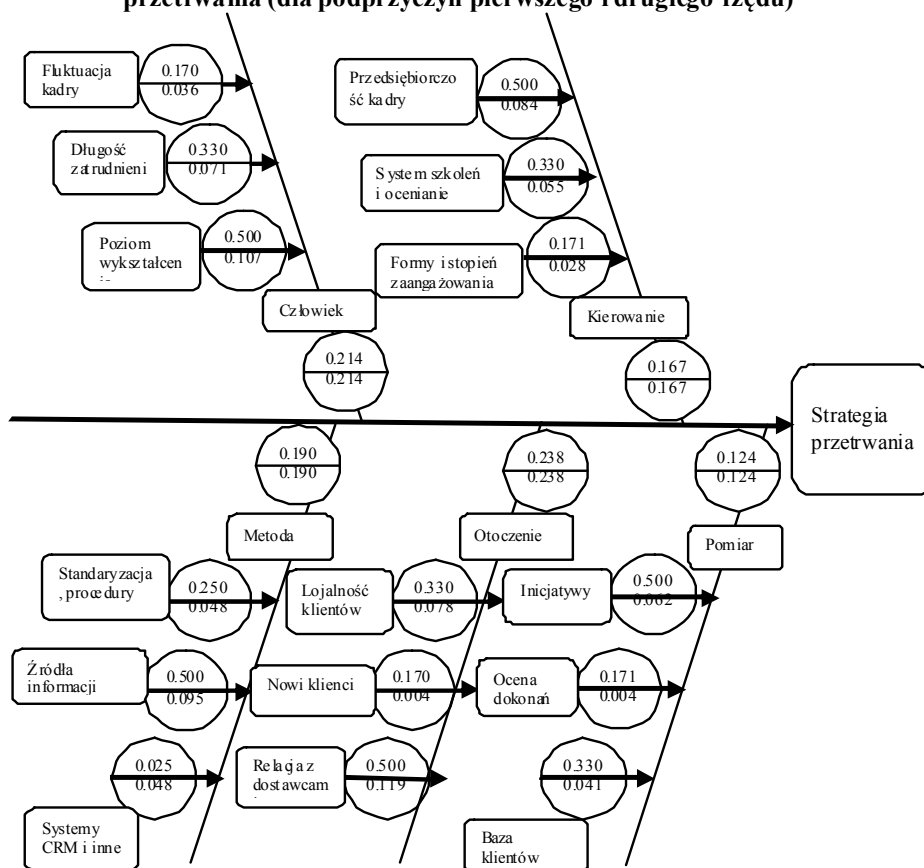 przetrwania (dla podprzyczyn pierwszego i drugiego rzędu)
Fluktuacja
kadry
0.170
0.036
Przedsiębiorczo
ść kadry
0.500
0.084
Długość
zatrudnieni
0.330
0.071
System szkoleń
i ocenianie
0.330
0.055
Poziom
wykształcen
0.500
0.107
Formy i stopień
zaangażowania
0.171
0.028
Człowiek
Kierowanie
0.214
0.214
0.167
0.167
Strategia
przetrwania
0.190
0.190
0.238
0.238
0.124
0.124
Metoda
Otoczenie
Pomiar
Standaryzacja
, procedury
0.250
0.048
Lojalność
klientów
0.330
0.078
Inicjatywy
0.500
0.062
Źródła
informacji
0.500
0.095
Nowi klienci
0.170
0.004
Ocena
dokonań
0.171
0.004
0.025
0.048
Systemy
CRM i inne
Relacja z
dostawcam
0.500
0.119
0.330
0.041
Baza
klientów